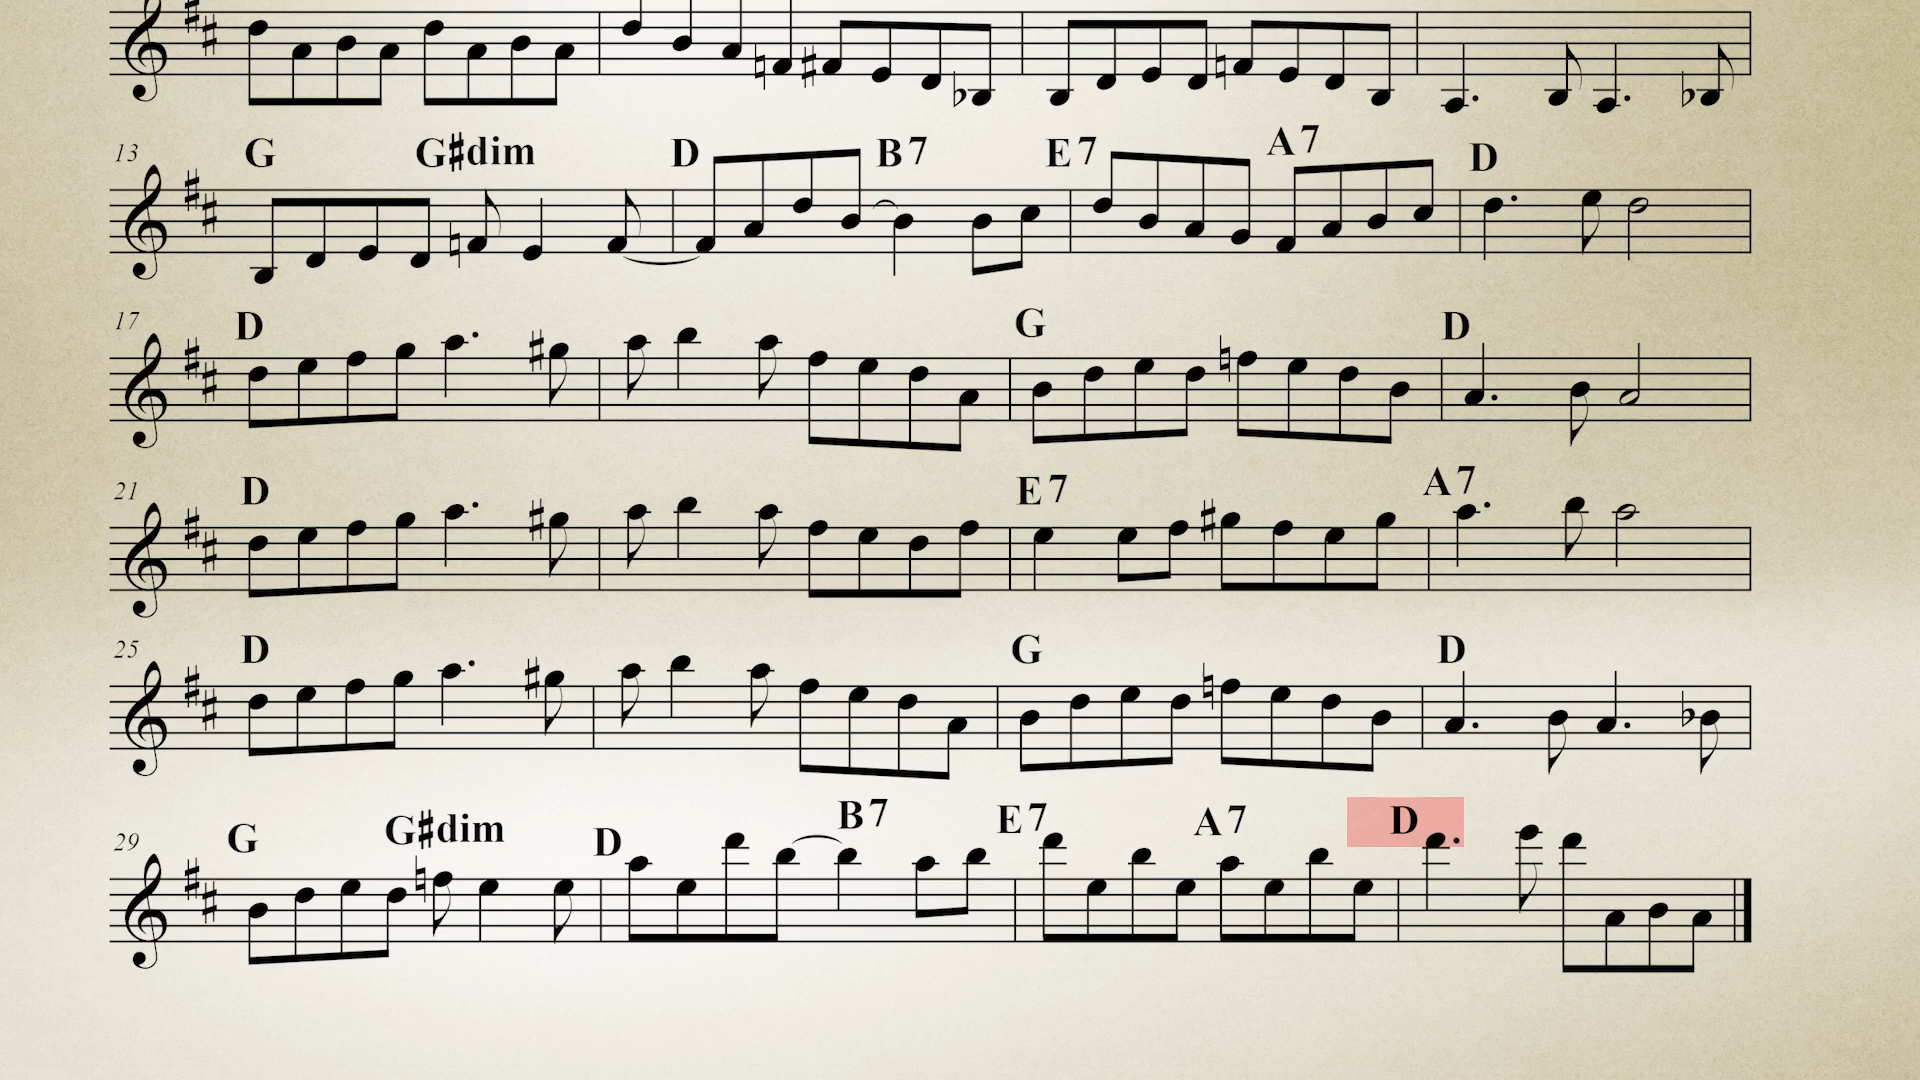 13 G G♯dim D B7 E7 A7 D
17 D G D
21 D E7 A7
25 D G D
29 G G♯dim D B7 E7 A7 D